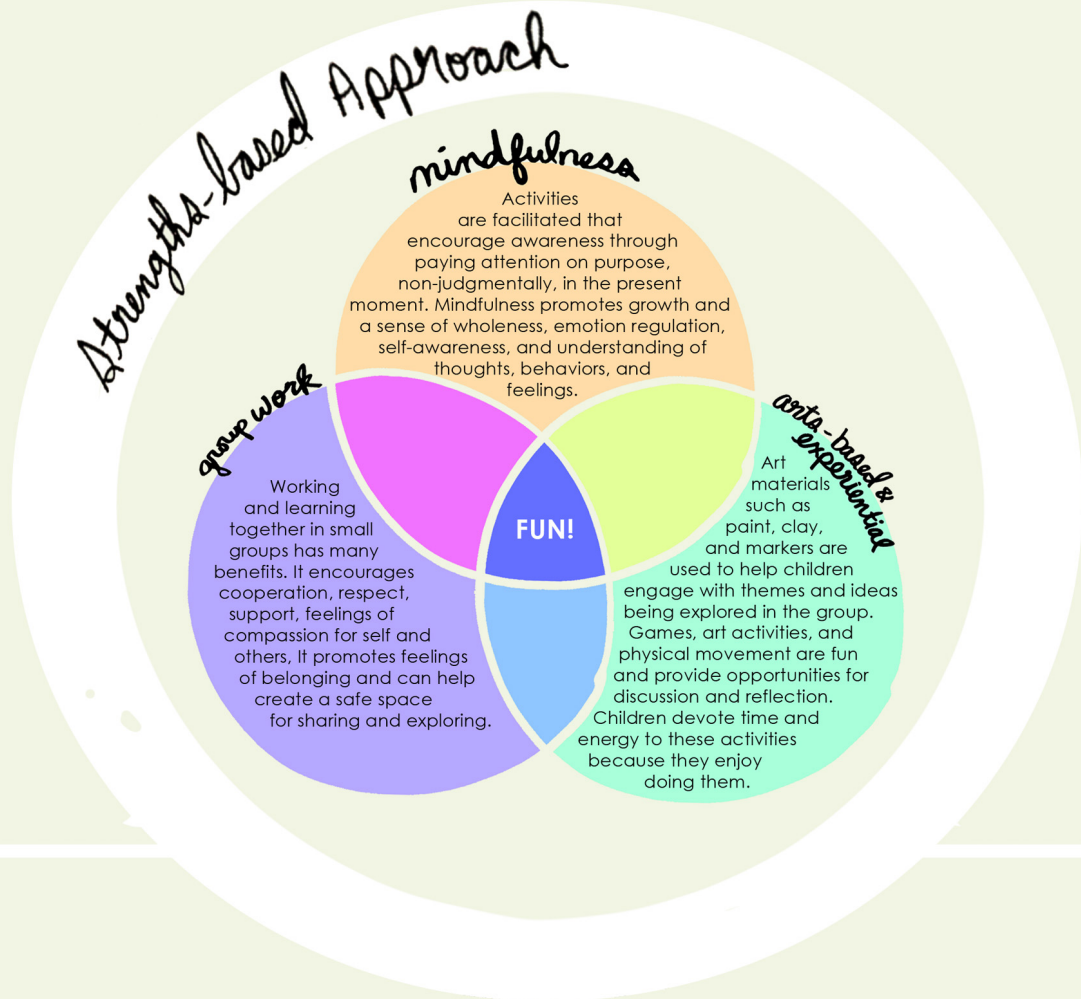 Strengths-based Approach
mindfulness
Activities
are facilitated that
encourage awareness through
paying attention on purpose,
non-judgmentally, in the present
moment. Mindfulness promotes growth and
a sense of wholeness, emotion regulation,
self-awareness, and understanding of
thoughts, behaviors, and
feelings.
group work
Working
and learning
together in small
groups has many
benefits. It encourages
cooperation, respect,
support, feelings of
compassion for self and
others, It promotes feelings
of belonging and can help
create a safe space
for sharing and exploring.
FUN!
arts-based &
experiential
Art
materials
such as
paint, clay,
and markers are
used to help children
engage with themes and ideas
being explored in the group.
Games, art activities, and
physical movement are fun
and provide opportunities for
discussion and reflection.
Children devote time and
energy to these activities
because they enjoy
doing them.